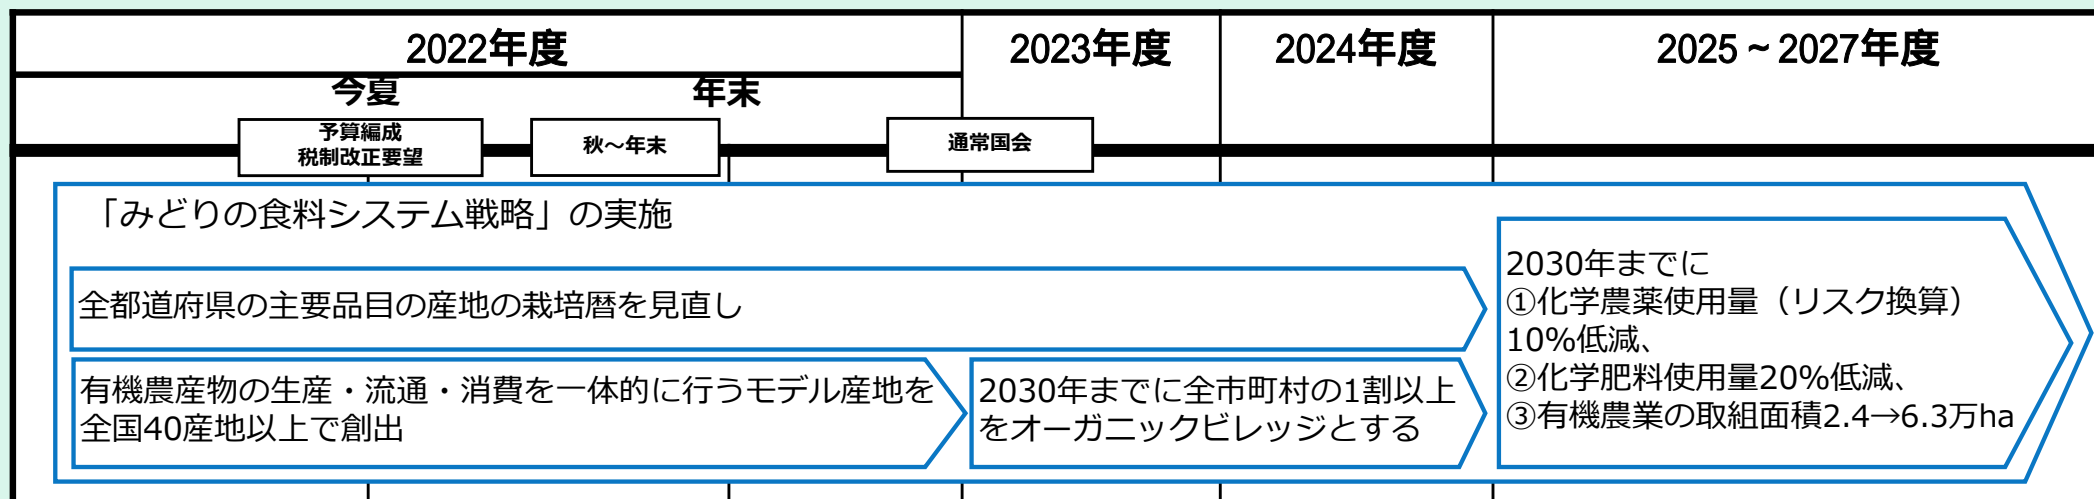 2022年度
2023年度
2024年度
2025～2027年度
今夏
年末
予算編成
税制改正要望
秋～年末
通常国会
「みどりの食料システム戦略」の実施
全都道府県の主要品目の産地の栽培暦を見直し
有機農産物の生産・流通・消費を一体的に行うモデル産地を
全国40産地以上で創出
2030年までに全市町村の1割以上
をオーガニックビレッジとする
2030年までに
①化学農薬使用量（リスク換算）
10%低減、
②化学肥料使用量20%低減、
③有機農業の取組面積2.4→6.3万ha